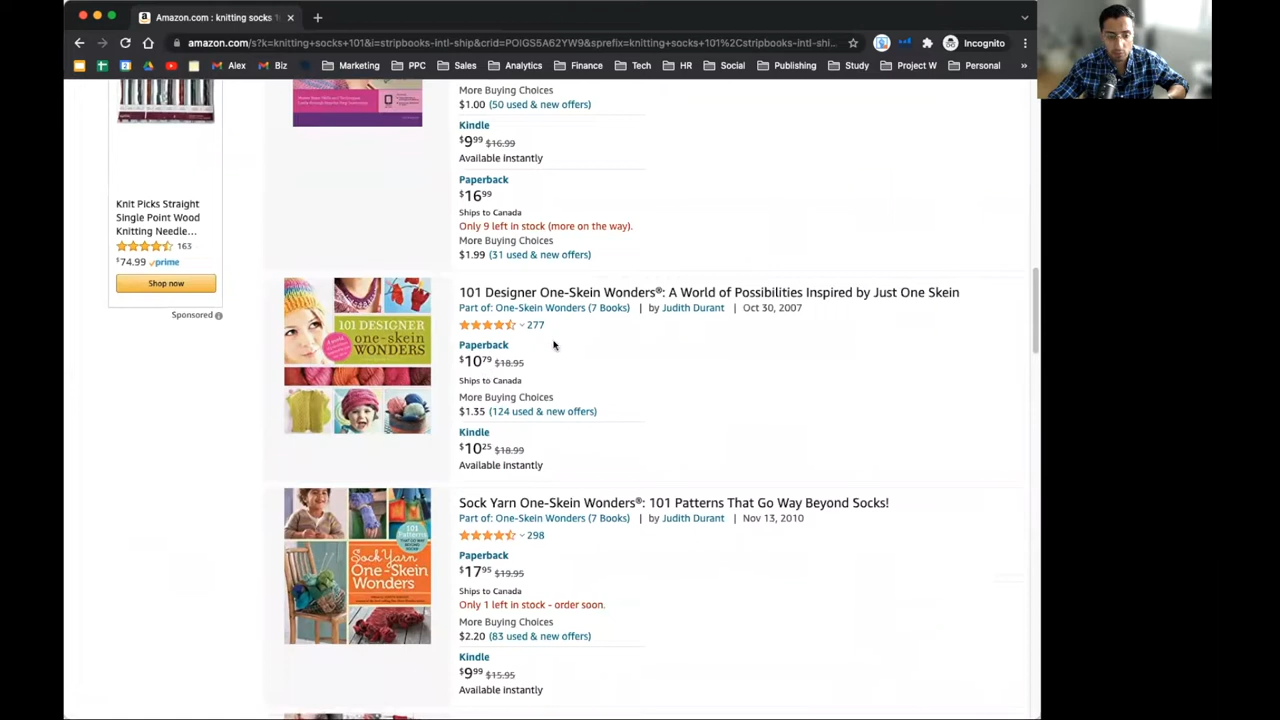 Amazon.com : knitting socks 1
amazon.com/s?k=knitting+socks+101&i=stripbooks-intl-ship&crid=POIGS5A62YW9&sprefix=knitting+socks+101%2Cstripbooks-intl-shi...
Incognito
Alex Biz Marketing PPC Sales Analytics Finance Tech HR Social Publishing Study Project W Personal »
Knit Picks Straight
Single Point Wood
Knitting Needle...
163
$74.99 prime
Shop now
Sponsored
More Buying Choices
$1.00 (50 used & new offers)
Kindle
$9.99 $16.99
Available instantly
Paperback
$16.99
Ships to Canada
Only 9 left in stock (more on the way).
More Buying Choices
$1.99 (31 used & new offers)
101 DESIGNER
one-skein
WONDERS
101 Designer One-Skein Wonders®: A World of Possibilities Inspired by Just One Skein
Part of: One-Skein Wonders (7 Books) | by Judith Durant | Oct 30, 2007
277
Paperback
$10.79 $18.95
Ships to Canada
More Buying Choices
$1.35 (124 used & new offers)
Kindle
$10.25 $18.99
Available instantly
101
Patterns
Sock Yarn
One-Skein
Wonders
Sock Yarn One-Skein Wonders®: 101 Patterns That Go Way Beyond Socks!
Part of: One-Skein Wonders (7 Books) | by Judith Durant | Nov 13, 2010
298
Paperback
$17.95 $19.95
Ships to Canada
Only 1 left in stock - order soon.
More Buying Choices
$2.20 (83 used & new offers)
Kindle
$9.99 $15.95
Available instantly